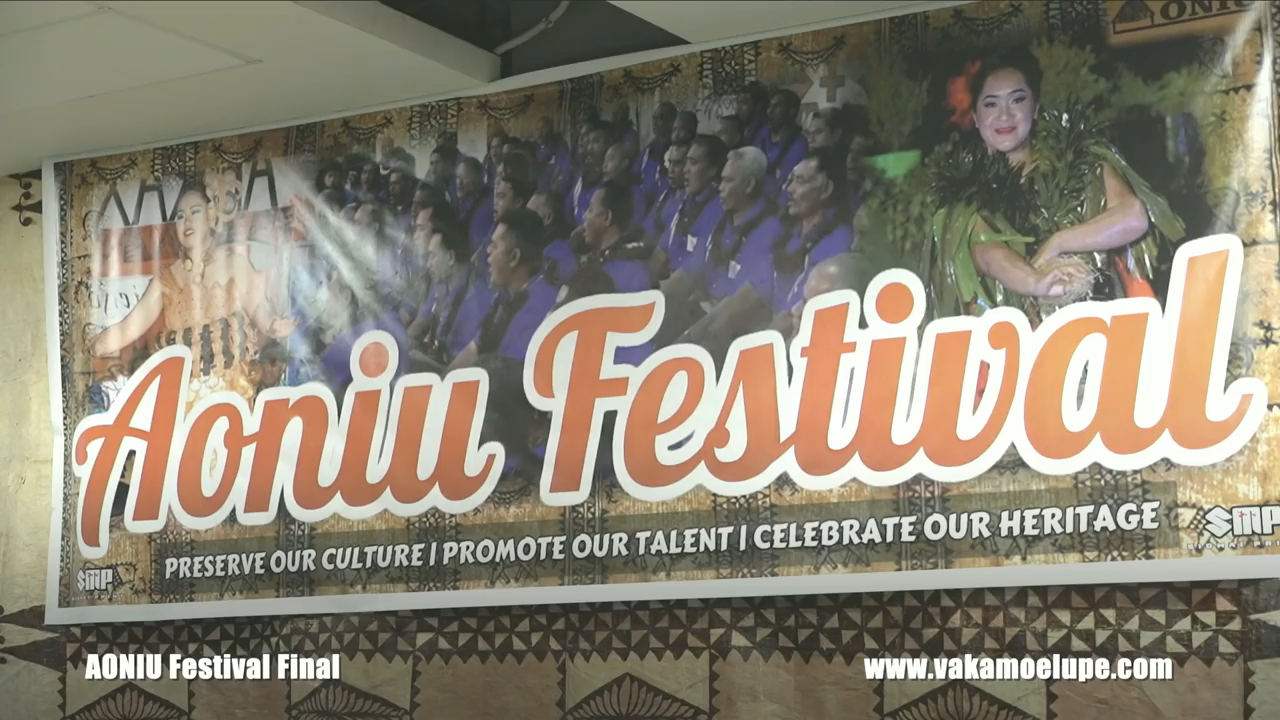 AONIU
Aoniu Festival
PRESERVE OUR CULTURE | PROMOTE OUR TALENT | CELEBRATE OUR HERITAGE
SMP
SMP
AONIU Festival Final
www.vakamoelupe.com